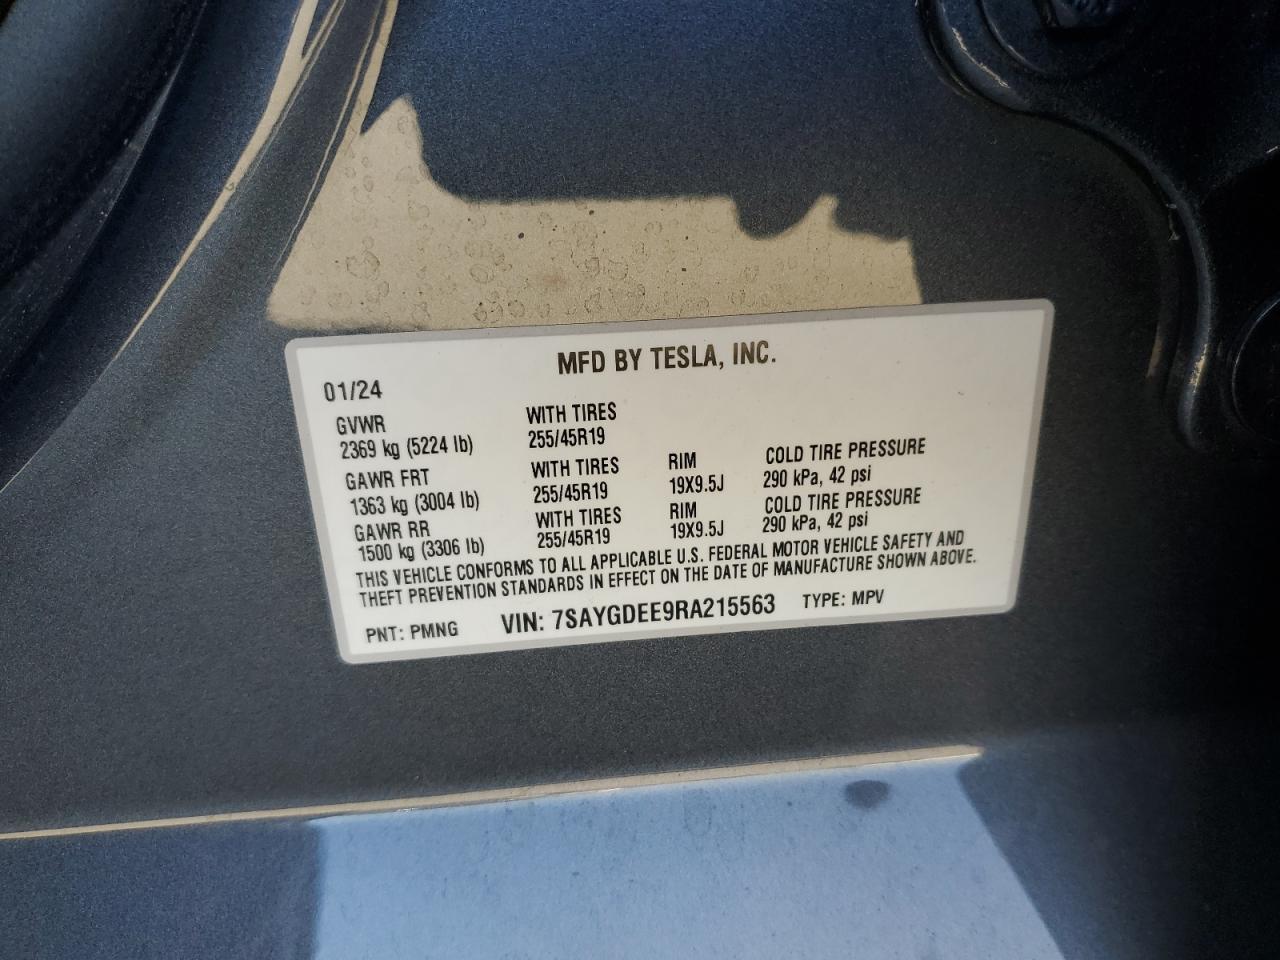 MFD BY TESLA, INC.
01/24
GVWR WITH TIRES
2369 kg (5224 lb) 255/45R19
GAWR FRT WITH TIRES RIM COLD TIRE PRESSURE
1363 kg (3004 lb) 255/45R19 19X9.5J 290 kPa, 42 psi
GAWR RR WITH TIRES RIM COLD TIRE PRESSURE
1500 kg (3306 lb) 255/45R19 19X9.5J 290 kPa, 42 psi
THIS VEHICLE CONFORMS TO ALL APPLICABLE U.S. FEDERAL MOTOR VEHICLE SAFETY AND
THEFT PREVENTION STANDARDS IN EFFECT ON THE DATE OF MANUFACTURE SHOWN ABOVE.
PNT: PMNG VIN: 7SAYGDEE9RA215563 TYPE: MPV